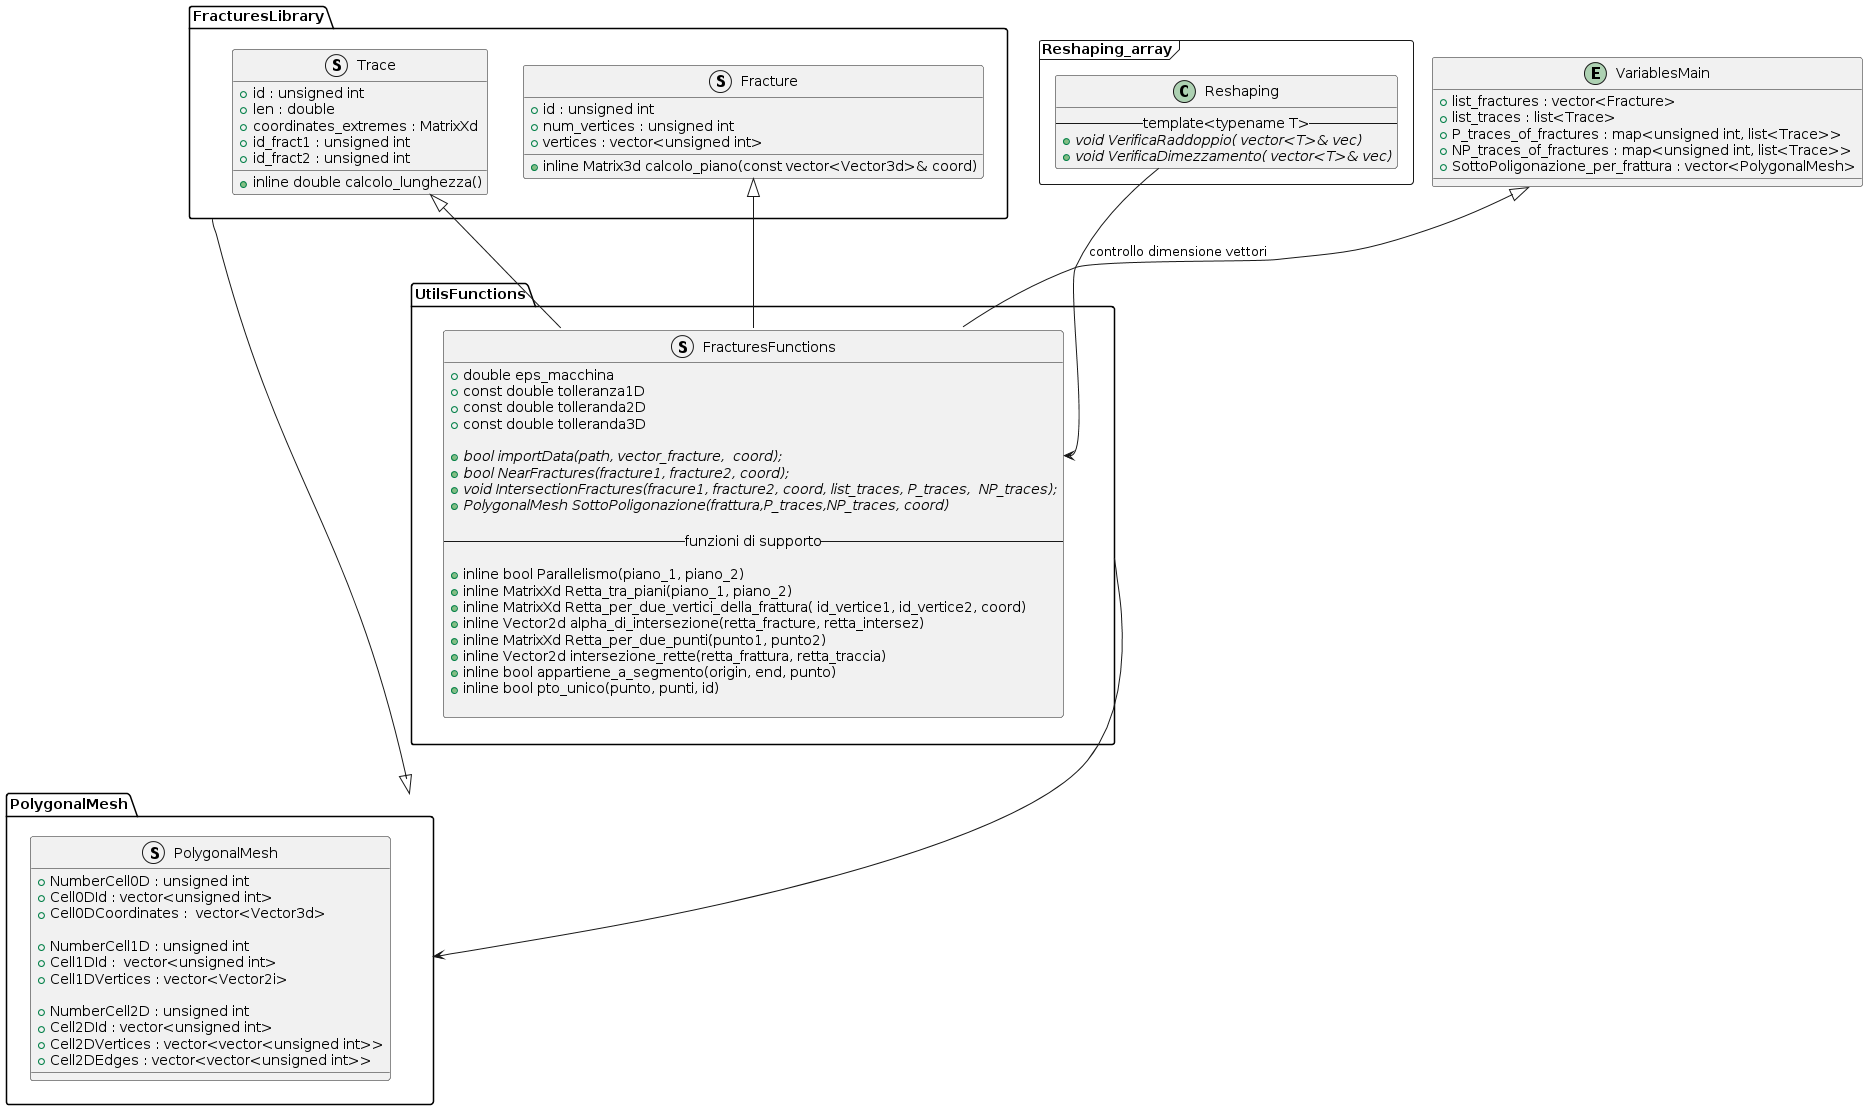 FracturesLibrary
S Trace
id : unsigned int
len : double
coordinates_extremes : MatrixXd
id_fract1 : unsigned int
id_fract2 : unsigned int
inline double calcolo_lunghezza()
S Fracture
id : unsigned int
num_vertices : unsigned int
vertices : vector<unsigned int>
inline Matrix3d calcolo_piano(const vector<Vector3d>& coord)
Reshaping_array
C Reshaping
template<typename T>
void VerificaRaddoppio( vector<T>& vec)
void VerificaDimezzamento( vector<T>& vec)
E VariablesMain
list_fractures : vector<Fracture>
list_traces : list<Trace>
P_traces_of_fractures : map<unsigned int, list<Trace>>
NP_traces_of_fractures : map<unsigned int, list<Trace>>
SottoPoligonazione_per_frattura : vector<PolygonalMesh>
controllo dimensione vettori
UtilsFunctions
S FracturesFunctions
double eps_macchina
const double tolleranza1D
const double tolleranda2D
const double tolleranda3D
bool importData(path, vector_fracture,  coord);
bool NearFractures(fracture1, fracture2, coord);
void IntersectionFractures(fracure1, fracture2, coord, list_traces, P_traces,  NP_traces);
PolygonalMesh SottoPoligonazione(frattura,P_traces,NP_traces, coord)
funzioni di supporto
inline bool Parallelismo(piano_1, piano_2)
inline MatrixXd Retta_tra_piani(piano_1, piano_2)
inline MatrixXd Retta_per_due_vertici_della_frattura( id_vertice1, id_vertice2, coord)
inline Vector2d alpha_di_intersezione(retta_fracture, retta_intersez)
inline MatrixXd Retta_per_due_punti(punto1, punto2)
inline Vector2d intersezione_rette(retta_frattura, retta_traccia)
inline bool appartiene_a_segmento(origin, end, punto)
inline bool pto_unico(punto, punti, id)
PolygonalMesh
S PolygonalMesh
NumberCell0D : unsigned int
Cell0DId : vector<unsigned int>
Cell0DCoordinates :  vector<Vector3d>
NumberCell1D : unsigned int
Cell1DId :  vector<unsigned int>
Cell1DVertices : vector<Vector2i>
NumberCell2D : unsigned int
Cell2DId : vector<unsigned int>
Cell2DVertices : vector<vector<unsigned int>>
Cell2DEdges : vector<vector<unsigned int>>